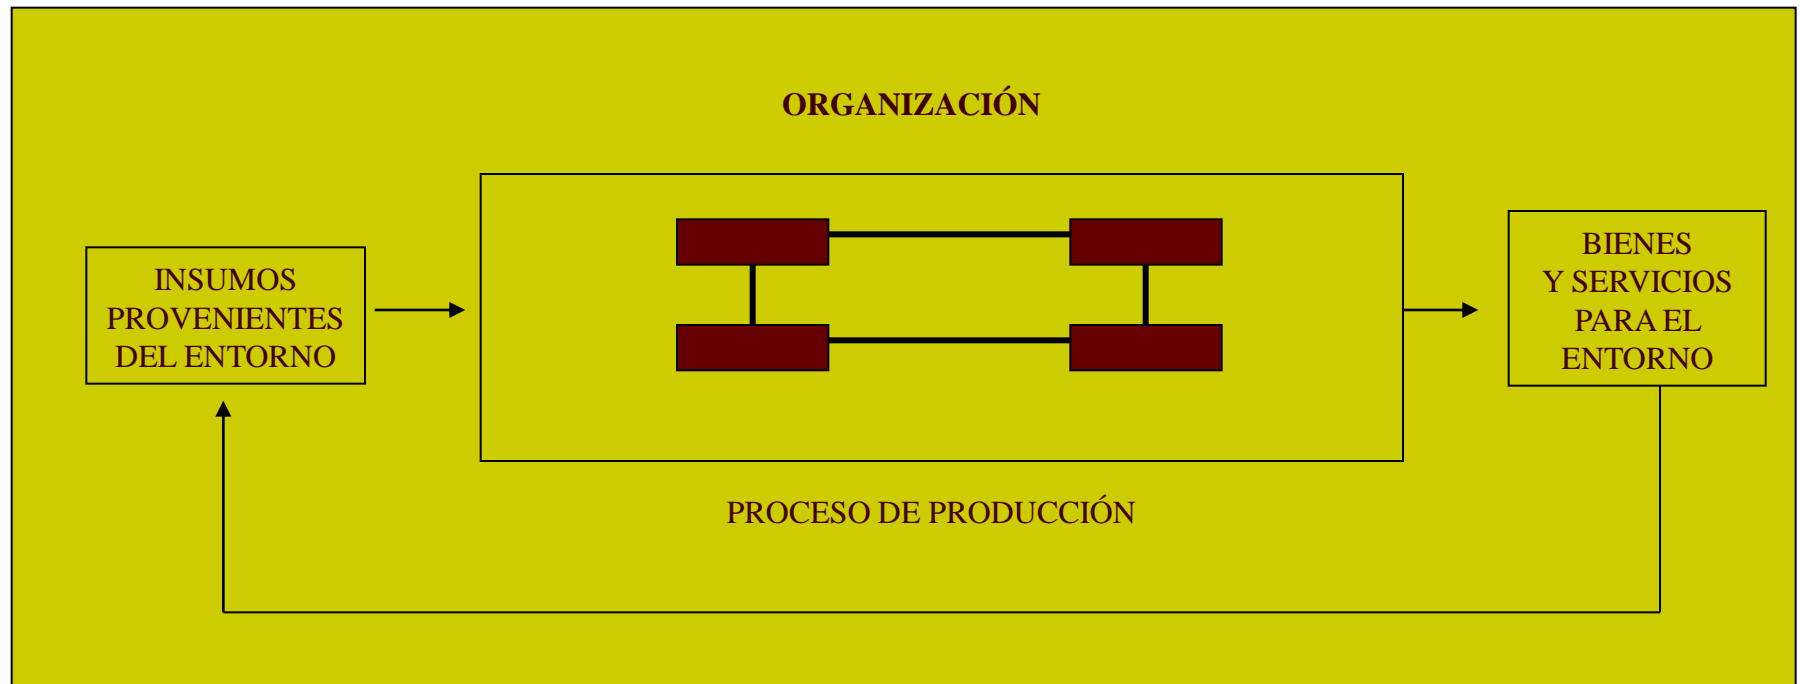 ORGANIZACIÓN
INSUMOS
PROVENIENTES
DEL ENTORNO
BIENES
Y SERVICIOS
PARA EL
ENTORNO
PROCESO DE PRODUCCIÓN